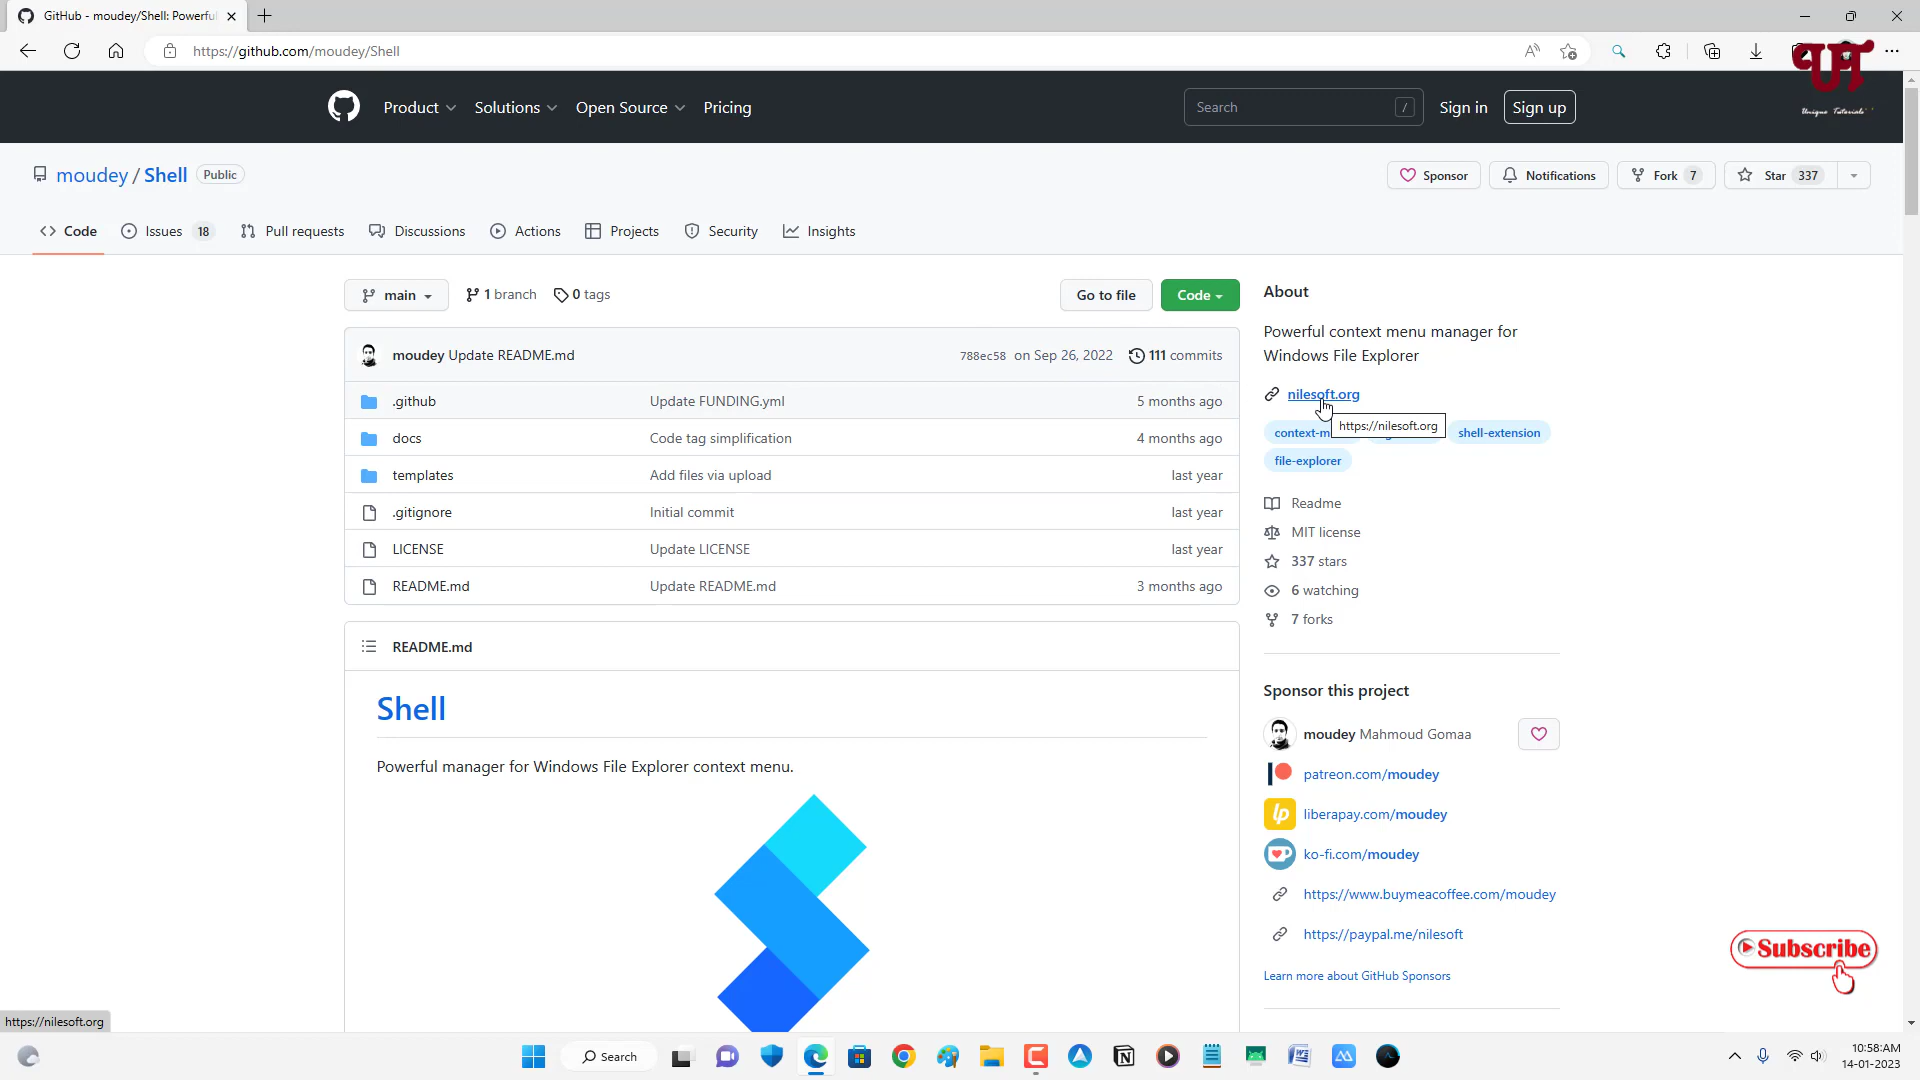 GitHub - moudey/Shell: Powerful
https://github.com/moudey/Shell
UT
Unique Tutorials
Product
Solutions
Open Source
Pricing
Search /
Sign in
Sign up
moudey / Shell Public
Sponsor
Notifications
Fork 7
Star 337
Code
Issues 18
Pull requests
Discussions
Actions
Projects
Security
Insights
main
1 branch
0 tags
Go to file
Code
moudey Update README.md
788ec58 on Sep 26, 2022
111 commits
.github Update FUNDING.yml 5 months ago
docs Code tag simplification 4 months ago
templates Add files via upload last year
.gitignore Initial commit last year
LICENSE Update LICENSE last year
README.md Update README.md 3 months ago
README.md
Shell
Powerful manager for Windows File Explorer context menu.
About
Powerful context menu manager for
Windows File Explorer
nilesoft.org
https://nilesoft.org
context-m
shell-extension
file-explorer
Readme
MIT license
337 stars
6 watching
7 forks
Sponsor this project
moudey Mahmoud Gomaa
patreon.com/moudey
lp liberapay.com/moudey
ko-fi.com/moudey
https://www.buymeacoffee.com/moudey
https://paypal.me/nilesoft
Learn more about GitHub Sponsors
Subscribe
https://nilesoft.org
Search
10:58AM
14-01-2023